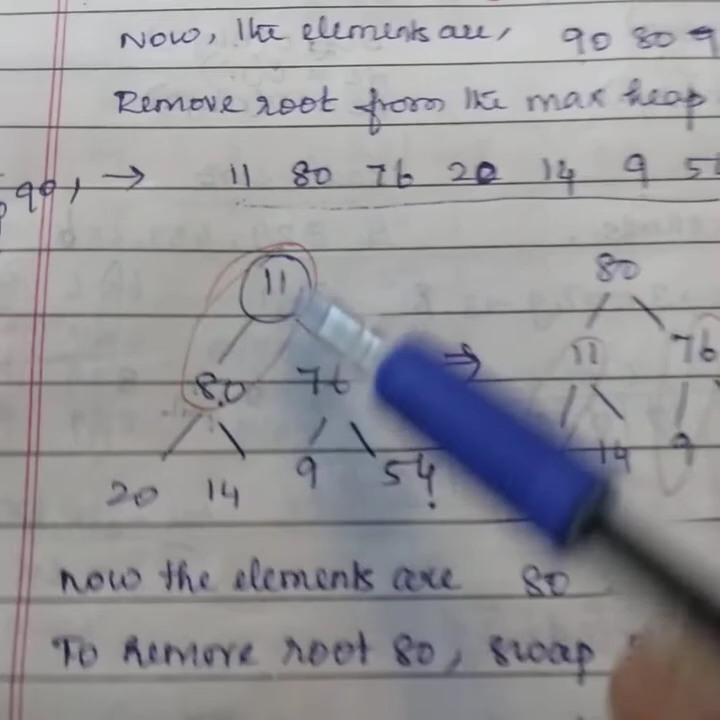 Now, the elements are, 90 80 9
Remove root from the max heap
90, → 11 80 76 20 14 9 5
11 80
80 76 → 11 76
20 14 9 54 14 9
now the elements are 80
To Remove root 80, swap